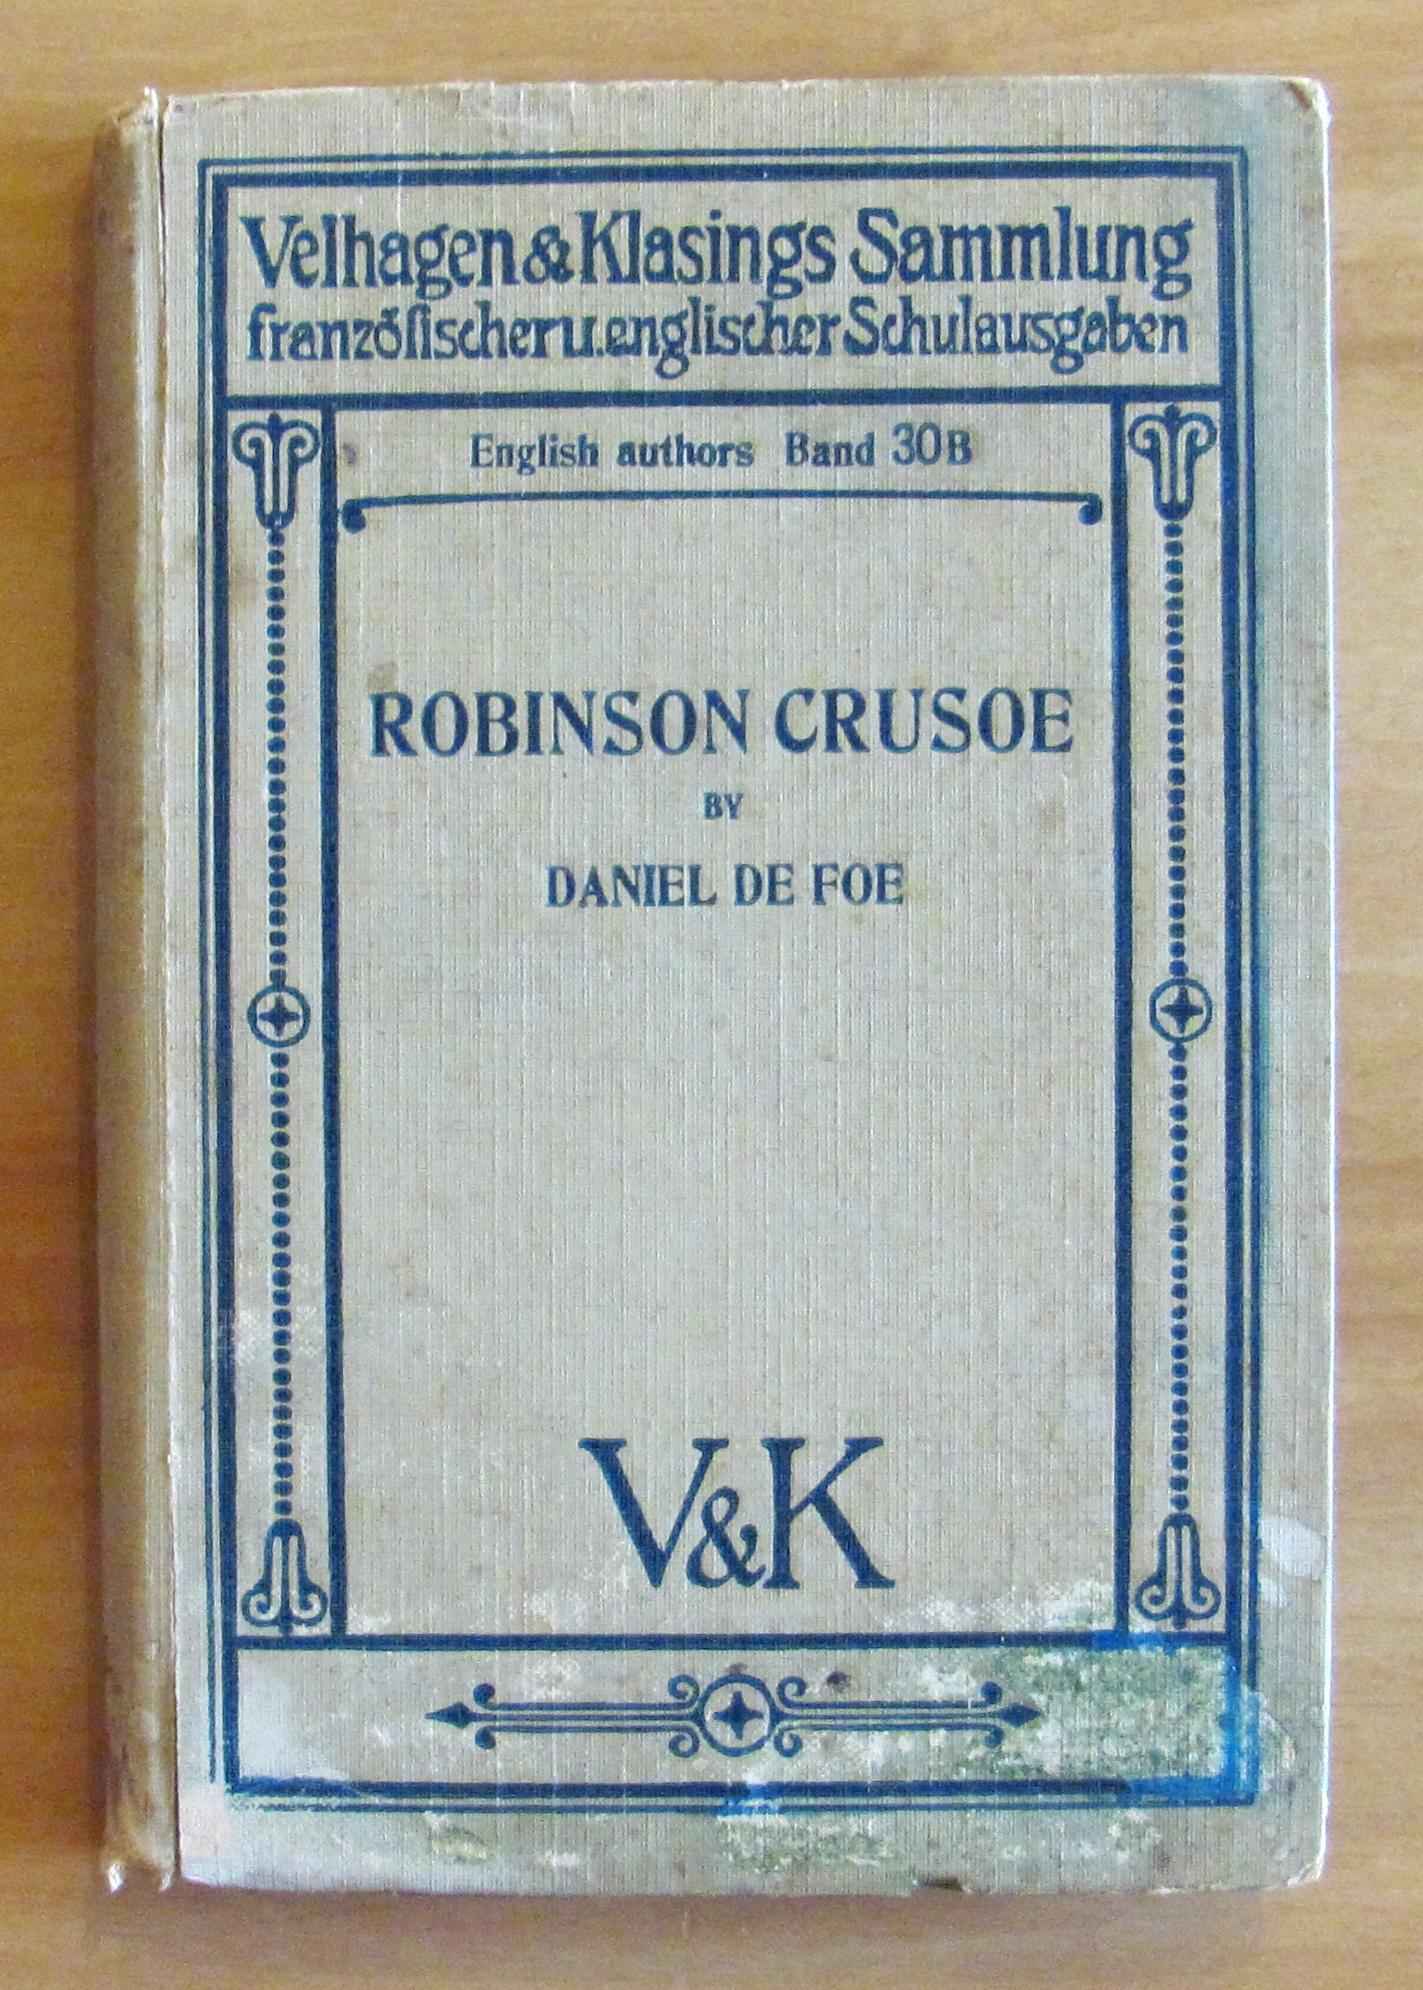 Velhagen & Klasings Sammlung
franzöſischer u. englischer Schulausgaben
English authors Band 30B
ROBINSON CRUSOE
BY
DANIEL DE FOE
V&K